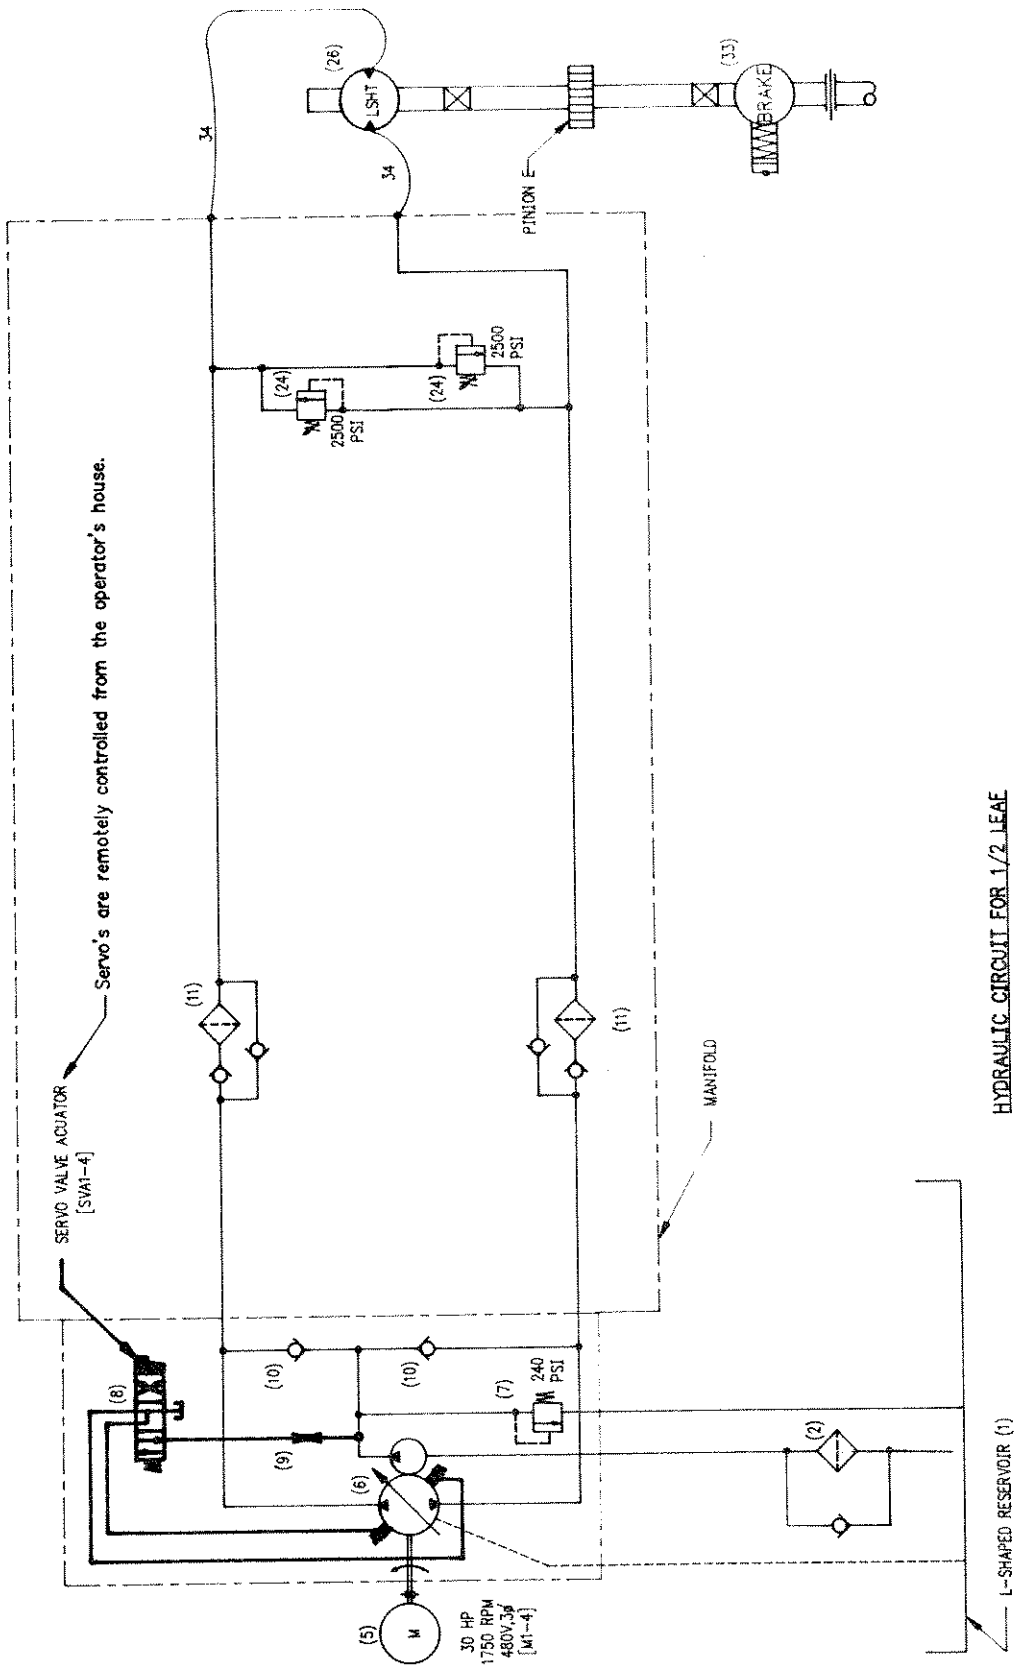 Servo's are remotely controlled from the operator's house.
SERVO VALVE ACUATOR
[SVA1-4]
(8)
(9)
(10)
(10)
(7)
240
PSI
(6)
(5)
M
30 HP
1750 RPM
480V,3ø
[M1-4]
(2)
L-SHAPED RESERVOIR (1)
(11)
(11)
MANIFOLD
(24)
2500
PSI
(24)
2500
PSI
34
34
(26)
LSHT
PINION E
(33)
BRAKE
HYDRAULIC CIRCUIT FOR 1/2 LEAF